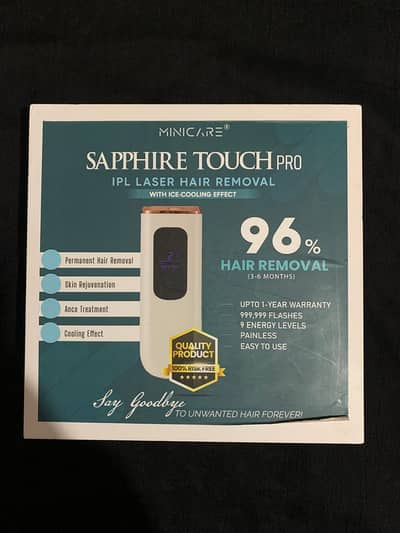 MINICARE®
SAPPHIRE TOUCH PRO
IPL LASER HAIR REMOVAL
WITH ICE-COOLING EFFECT
Permanent Hair Removal
Skin Rejuvenation
Ance Treatment
Cooling Effect
96%
HAIR REMOVAL
(3-6 MONTHS)
UPTO 1-YEAR WARRANTY
999,999 FLASHES
9 ENERGY LEVELS
PAINLESS
EASY TO USE
QUALITY
PRODUCT
100% RISK FREE
Say Goodbye
TO UNWANTED HAIR FOREVER!